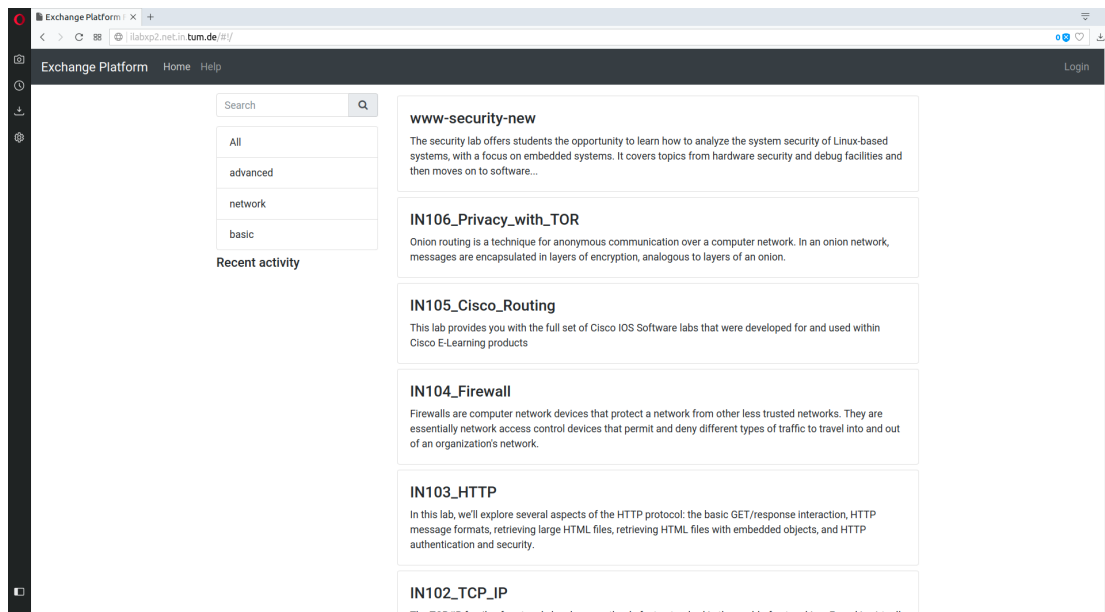 Exchange Platform
ilabxp2.net.in.tum.de/#!/
0
Exchange Platform Home Help Login
Search
All
advanced
network
basic
Recent activity
www-security-new
The security lab offers students the opportunity to learn how to analyze the system security of Linux-based
systems, with a focus on embedded systems. It covers topics from hardware security and debug facilities and
then moves on to software...
IN106_Privacy_with_TOR
Onion routing is a technique for anonymous communication over a computer network. In an onion network,
messages are encapsulated in layers of encryption, analogous to layers of an onion.
IN105_Cisco_Routing
This lab provides you with the full set of Cisco IOS Software labs that were developed for and used within
Cisco E-Learning products
IN104_Firewall
Firewalls are computer network devices that protect a network from other less trusted networks. They are
essentially network access control devices that permit and deny different types of traffic to travel into and out
of an organization's network.
IN103_HTTP
In this lab, we'll explore several aspects of the HTTP protocol: the basic GET/response interaction, HTTP
message formats, retrieving large HTML files, retrieving HTML files with embedded objects, and HTTP
authentication and security.
IN102_TCP_IP